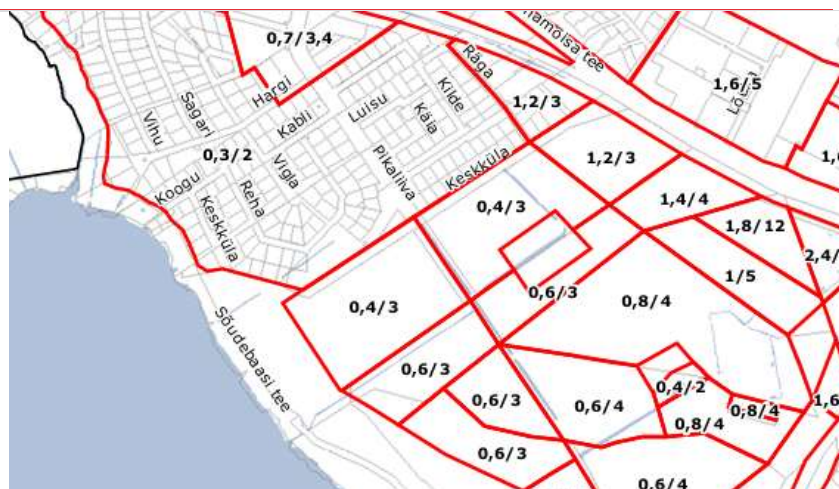 0,7/3,4
Räga
namõisa tee
1,6/5
Kilde
Hargi
Sagari
Vihu
Luisu
Käia
1,2/3
Kabli
0,3/2
Vigla
Pikaliiva
Keskküla
1,2/3
Koogu
Reha
Keskküla
0,4/3
1,4/4
1,8/12
2,4/
1/5
0,6/3
0,8/4
0,4/3
Sõudebaasi tee
0,6/3
0,4/2
0,6/3
0,6/4
0,8/4
0,8/4
1,6
0,6/3
0,6/4